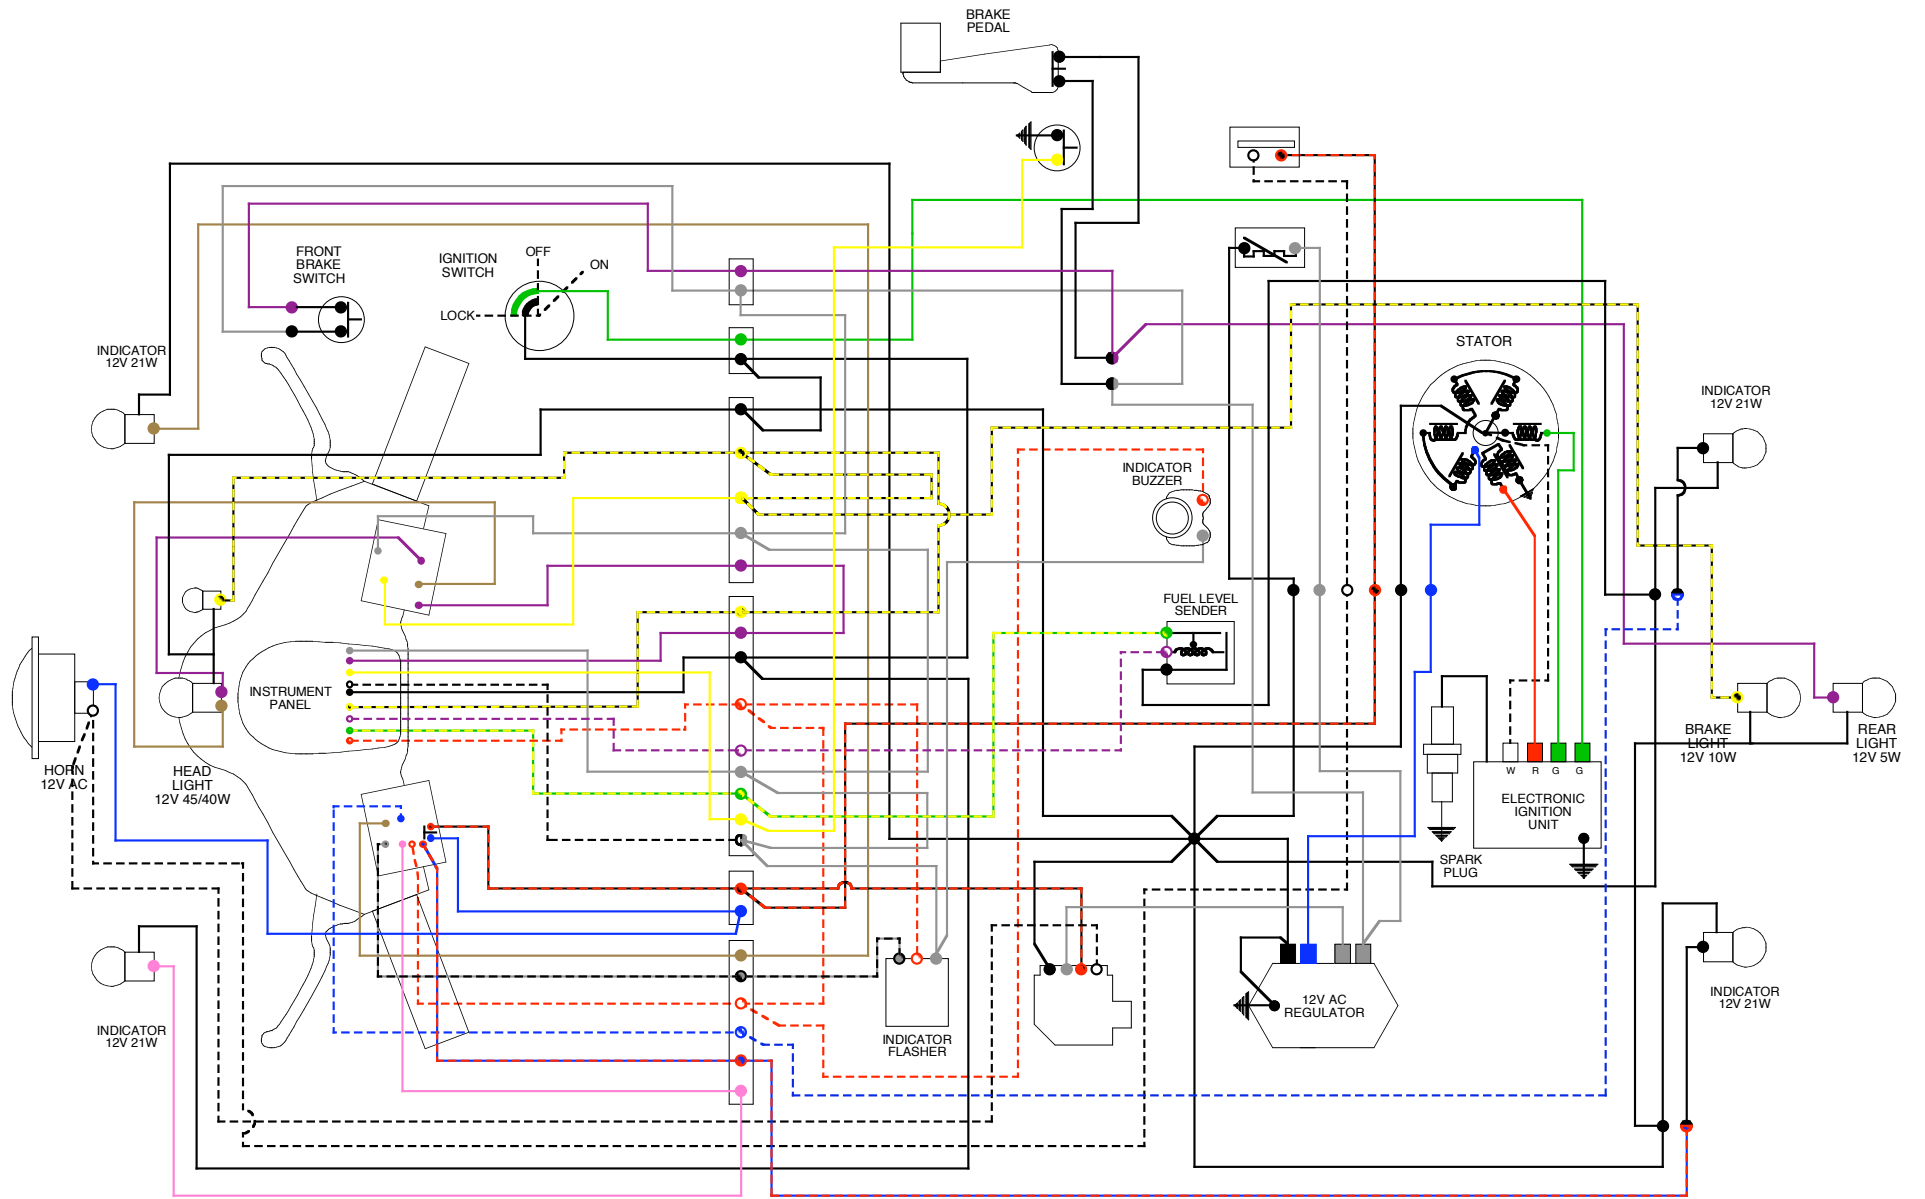 BRAKE
PEDAL
FRONT
BRAKE
SWITCH
IGNITION
SWITCH
OFF
ON
LOCK
INDICATOR
12V 21W
STATOR
INDICATOR
12V 21W
INDICATOR
BUZZER
FUEL LEVEL
SENDER
INSTRUMENT
PANEL
HORN
12V AC
HEAD
LIGHT
12V 45/40W
BRAKE
LIGHT
12V 10W
REAR
LIGHT
12V 5W
W R G G
ELECTRONIC
IGNITION
UNIT
SPARK
PLUG
INDICATOR
12V 21W
INDICATOR
FLASHER
12V AC
REGULATOR
INDICATOR
12V 21W